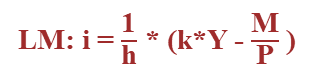 LM: i = 1/h * (k*Y - M/P )